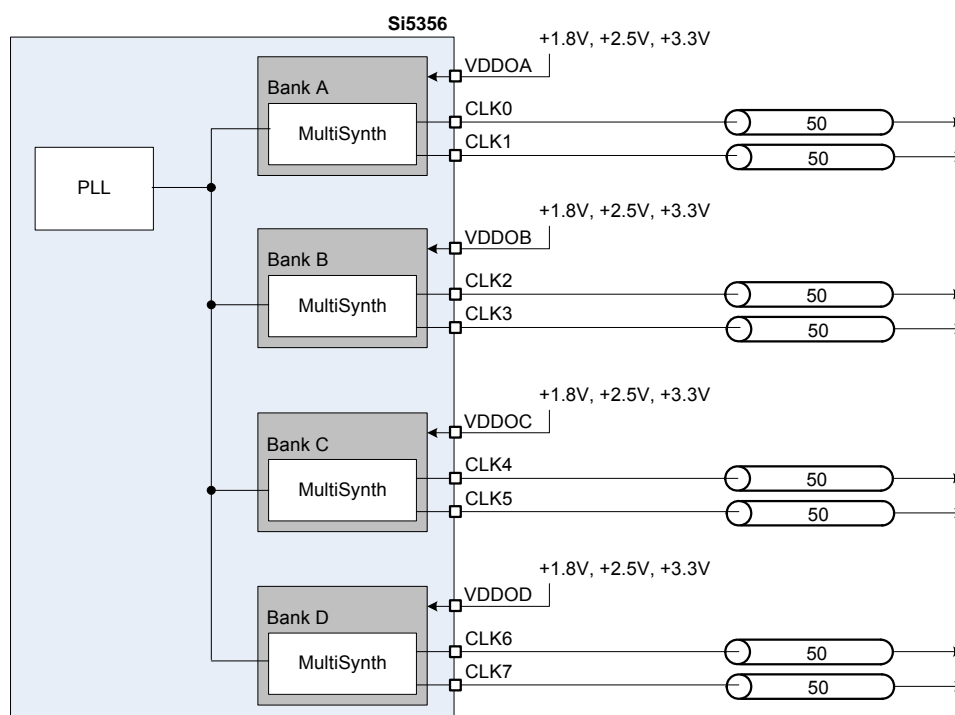 Si5356
+1.8V, +2.5V, +3.3V
VDDOA
Bank A
CLK0
50
MultiSynth
CLK1
50
PLL
+1.8V, +2.5V, +3.3V
VDDOB
Bank B
CLK2
50
MultiSynth
CLK3
50
+1.8V, +2.5V, +3.3V
VDDOC
Bank C
CLK4
50
MultiSynth
CLK5
50
+1.8V, +2.5V, +3.3V
VDDOD
Bank D
CLK6
50
MultiSynth
CLK7
50